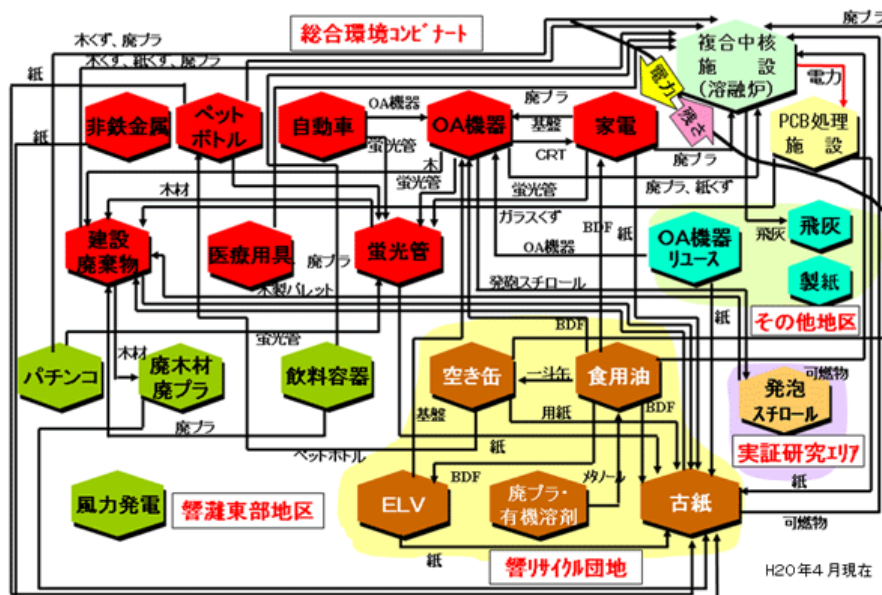 廃プラ
木くず、廃プラ
総合環境コンビナート
複合中核
施 設
(溶融炉)
紙
木くず、紙くず、廃プラ
電力
残さ
電力
非鉄金属
ペット
ボトル
自動車
OA機器
OA機器
廃プラ
基盤
家電
PCB処理
施設
紙
蛍光管
木
CRT
廃プラ
木材
蛍光管
蛍光管
廃プラ、紙くず
ガラスくず
建設
廃棄物
医療用具
廃プラ
蛍光管
OA機器
BDF
紙
OA機器
リユース
飛灰
飛灰
木製パレット
発砲スチロール
製紙
紙
その他地区
蛍光管
BDF
パチンコ
木材
廃木材
廃プラ
飲料容器
空き缶
一斗缶
食用油
可燃物
発泡
スチロール
基盤
用紙
BDF
廃プラ
ペットボトル
紙
実証研究エリア
BDF
メタノール
紙
風力発電
響灘東部地区
ELV
廃プラ・
有機溶剤
古紙
可燃物
紙
響リサイクル団地
H20年4月現在